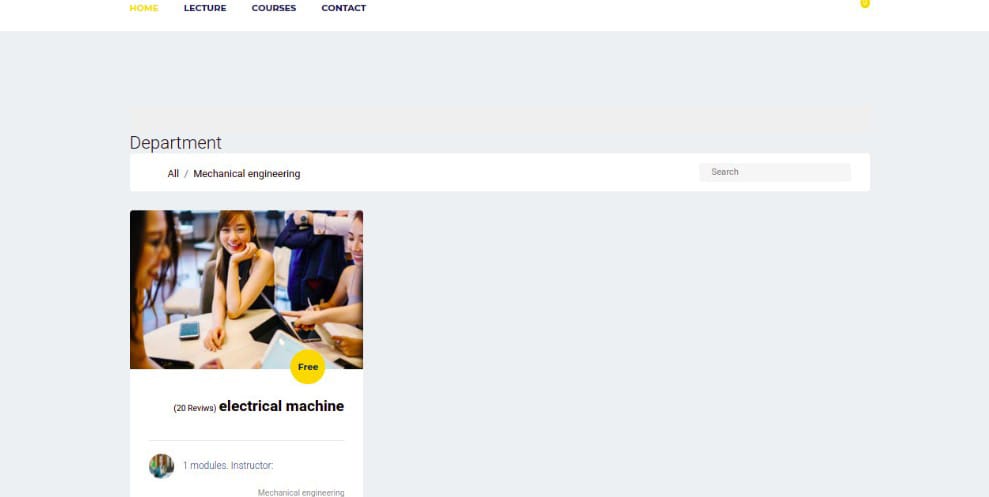 HOME LECTURE COURSES CONTACT
0
Department
All / Mechanical engineering
Search
Free
(20 Reviws) electrical machine
1 modules. Instructor:
Mechanical engineering